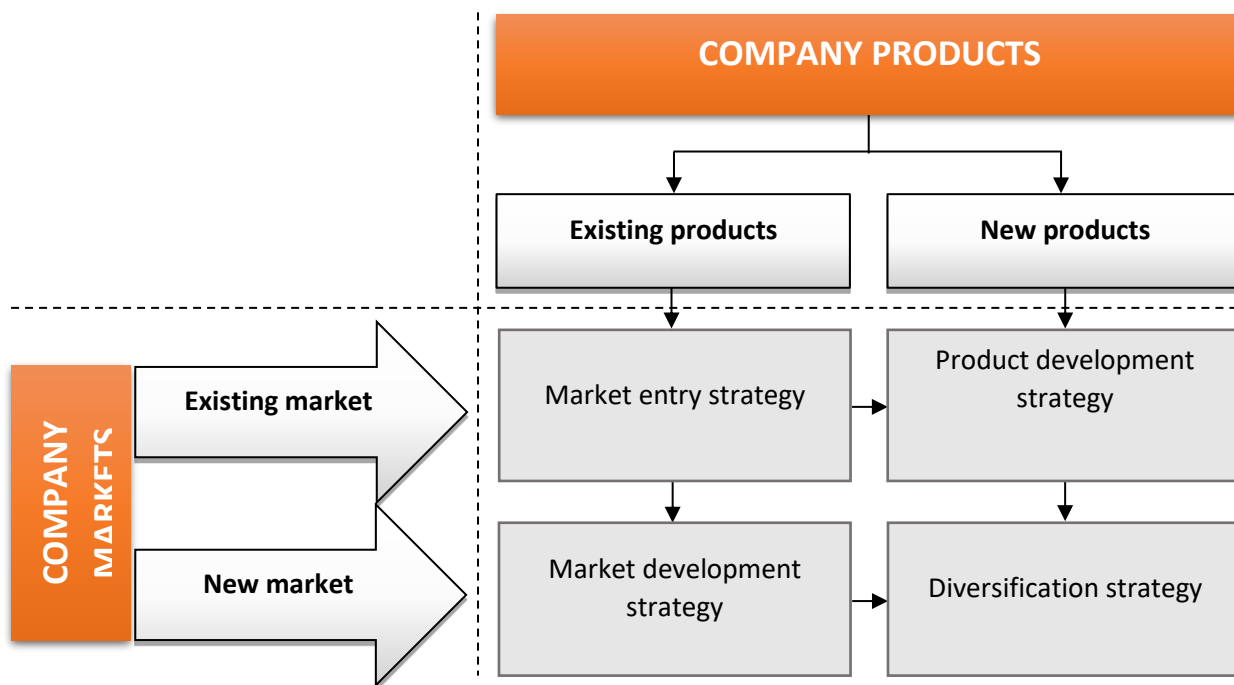 COMPANY PRODUCTS
Existing products
New products
Existing market
Market entry strategy
Product development
strategy
COMPANY
MARKETS
New market
Market development
strategy
Diversification strategy